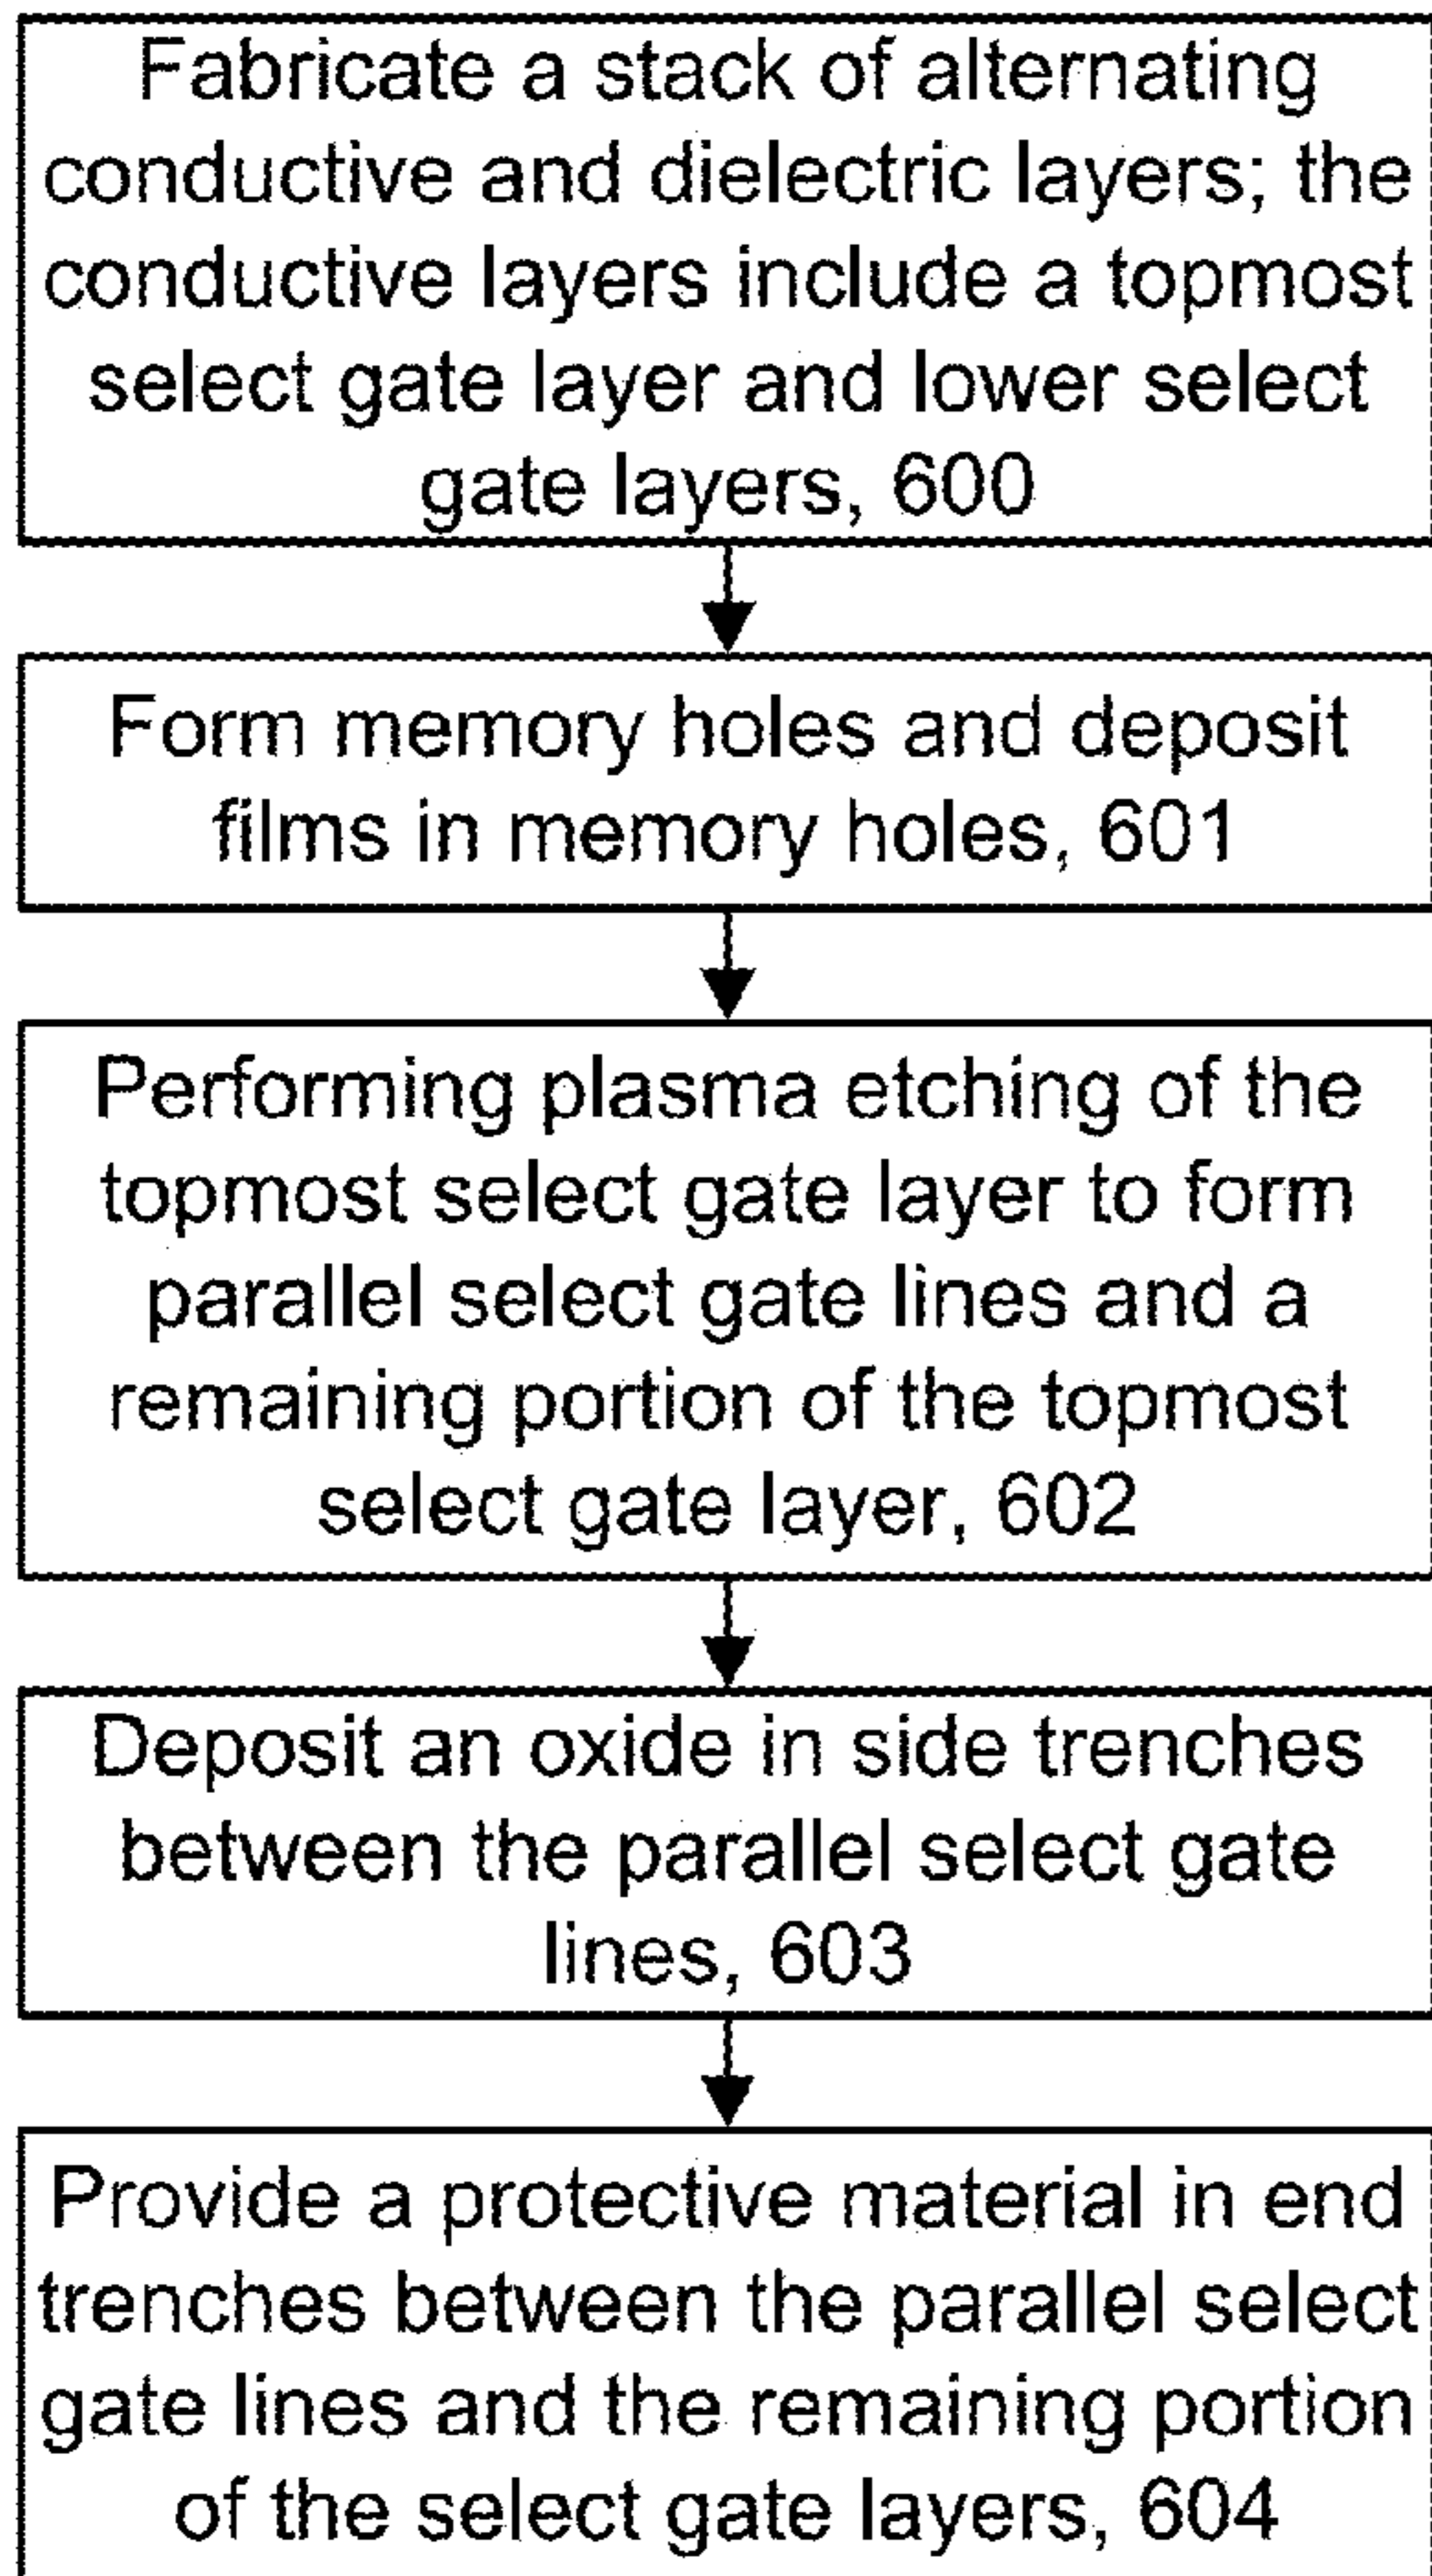 Fabricate a stack of alternating
conductive and dielectric layers; the
conductive layers include a topmost
select gate layer and lower select
gate layers, 600
Form memory holes and deposit
films in memory holes, 601
Performing plasma etching of the
topmost select gate layer to form
parallel select gate lines and a
remaining portion of the topmost
select gate layer, 602
Deposit an oxide in side trenches
between the parallel select gate
lines, 603
Provide a protective material in end
trenches between the parallel select
gate lines and the remaining portion
of the select gate layers, 604